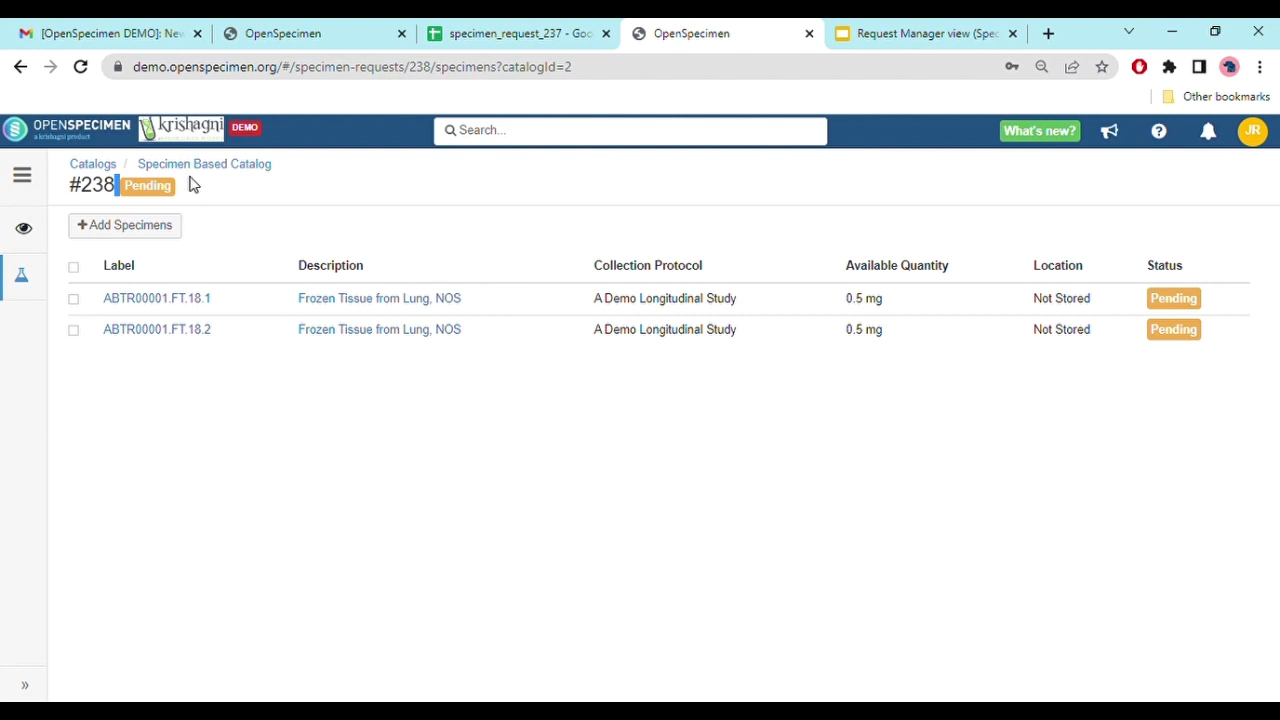 [OpenSpecimen DEMO]: Ne
OpenSpecimen
specimen_request_237 - Goo
OpenSpecimen
Request Manager view (Spec
demo.openspecimen.org/#/specimen-requests/238/specimens?catalogId=2
Other bookmarks
OPENSPECIMEN
a krishagni product
krishagni
DEMO
Search...
What's new?
JR
Catalogs / Specimen Based Catalog
#238 Pending
+ Add Specimens
Label Description Collection Protocol Available Quantity Location Status
ABTR00001.FT.18.1 Frozen Tissue from Lung, NOS A Demo Longitudinal Study 0.5 mg Not Stored Pending
ABTR00001.FT.18.2 Frozen Tissue from Lung, NOS A Demo Longitudinal Study 0.5 mg Not Stored Pending
»